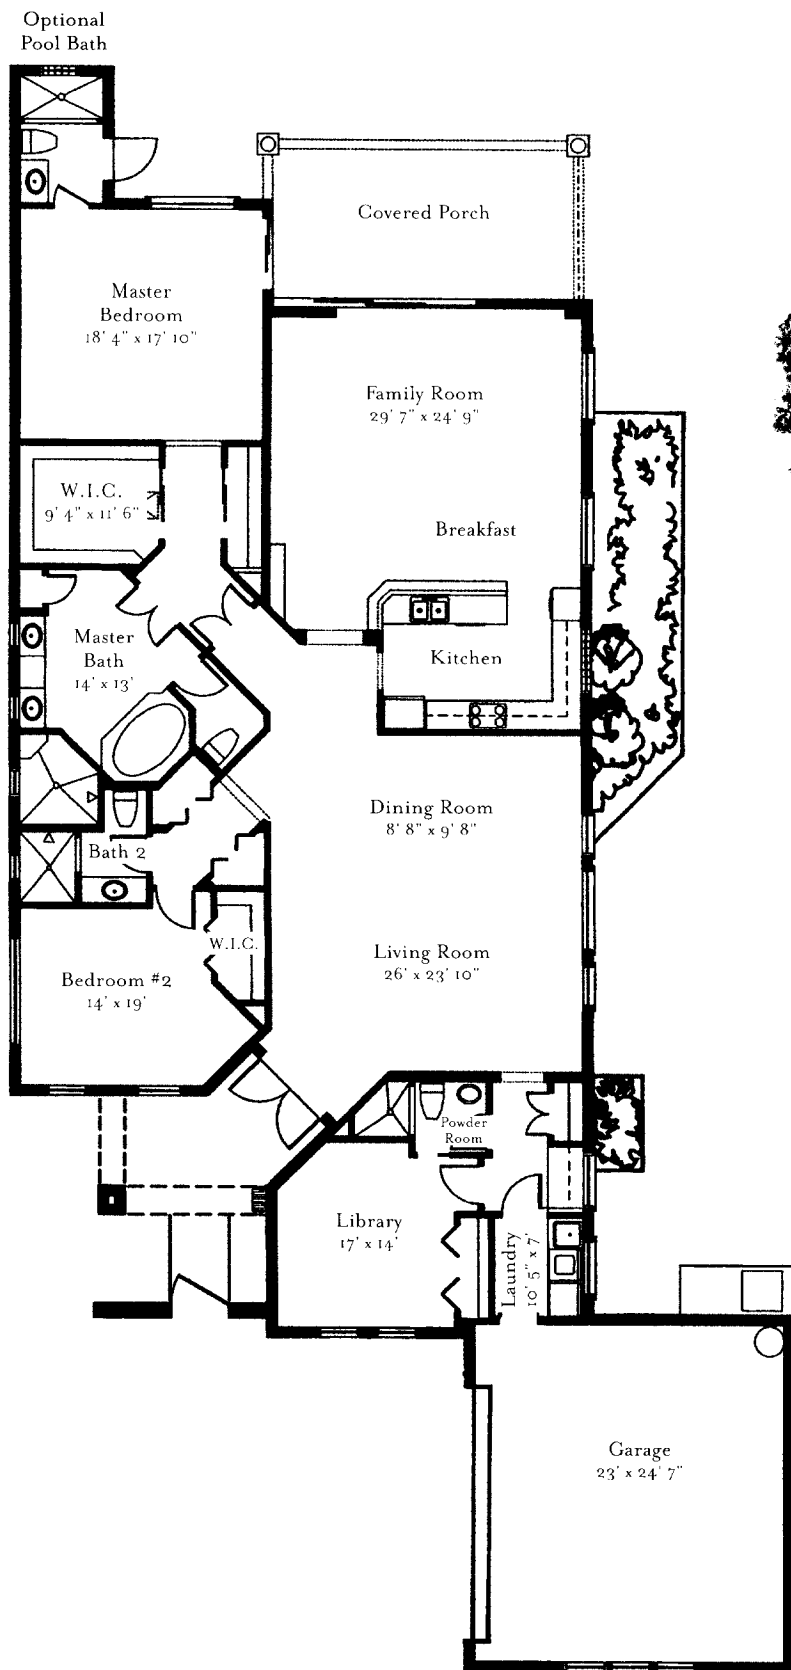 Optional
Pool Bath
Covered Porch
Master
Bedroom
18' 4" x 17' 10"
Family Room
29' 7" x 24' 9"
W.I.C.
9' 4" x 11' 6"
Breakfast
Master
Bath
14' x 13'
Kitchen
Dining Room
8' 8" x 9' 8"
Bath 2
W.I.C.
Living Room
26' x 23' 10"
Bedroom #2
14' x 19'
Powder
Room
Library
17' x 14'
Laundry
10' 5" x 7'
Garage
23' x 24' 7"